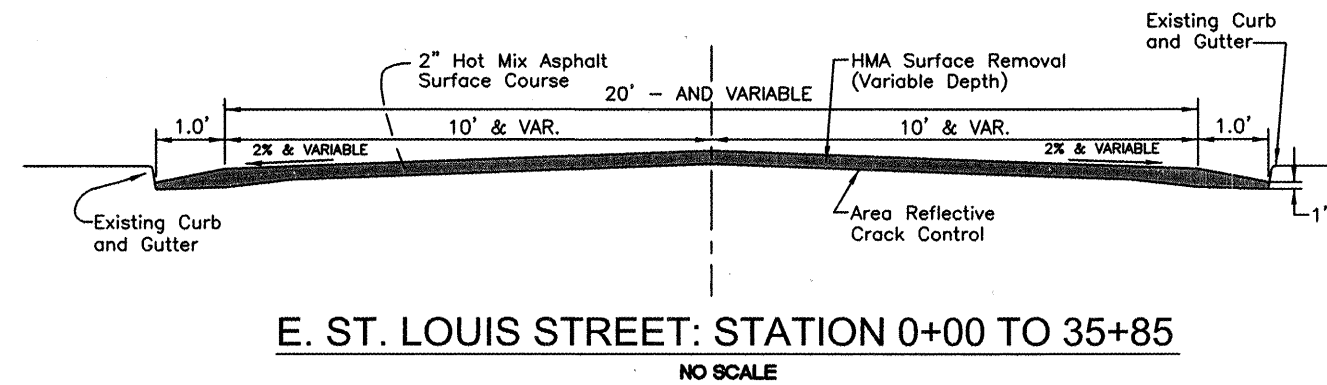 Existing Curb
and Gutter
2" Hot Mix Asphalt
Surface Course
HMA Surface Removal
(Variable Depth)
20' - AND VARIABLE
1.0'
10' & VAR.
10' & VAR.
1.0'
2% & VARIABLE
2% & VARIABLE
Existing Curb
and Gutter
Area Reflective
Crack Control
1'
E. ST. LOUIS STREET: STATION 0+00 TO 35+85
NO SCALE